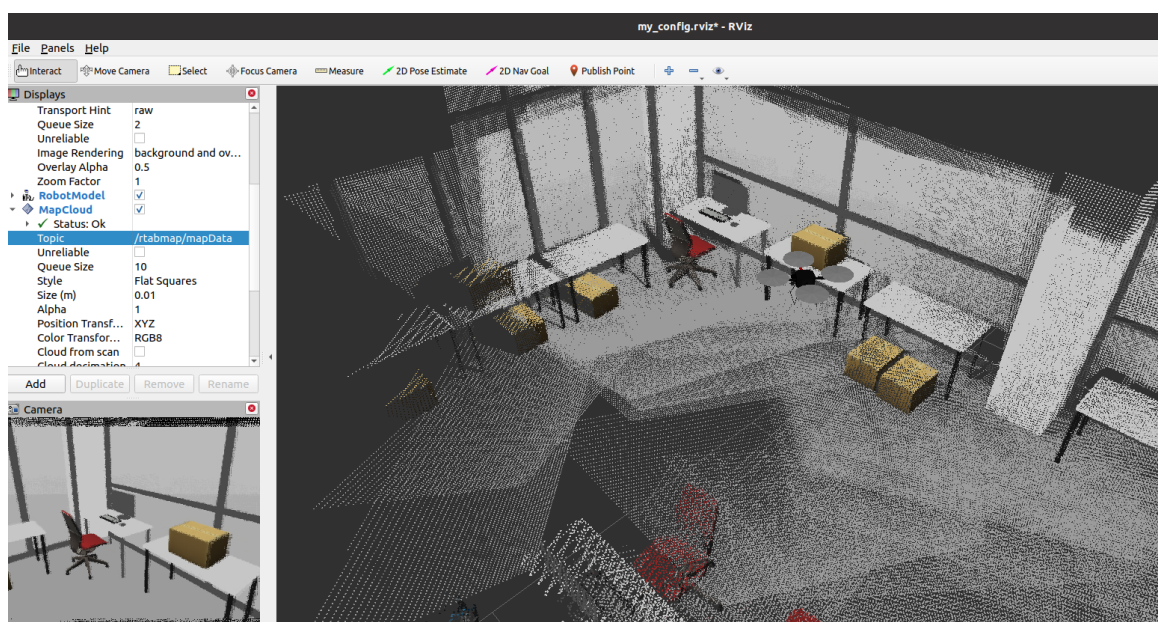 my_config.rviz* - RViz
File Panels Help
Interact Move Camera Select Focus Camera Measure 2D Pose Estimate 2D Nav Goal Publish Point
Displays
Transport Hint raw
Queue Size 2
Unreliable
Image Rendering background and ov...
Overlay Alpha 0.5
Zoom Factor 1
RobotModel
MapCloud
Status: Ok
Topic /rtabmap/mapData
Unreliable
Queue Size 10
Style Flat Squares
Size (m) 0.01
Alpha 1
Position Transf... XYZ
Color Transfor... RGB8
Cloud from scan
Cloud decimation 4
Add Duplicate Remove Rename
Camera